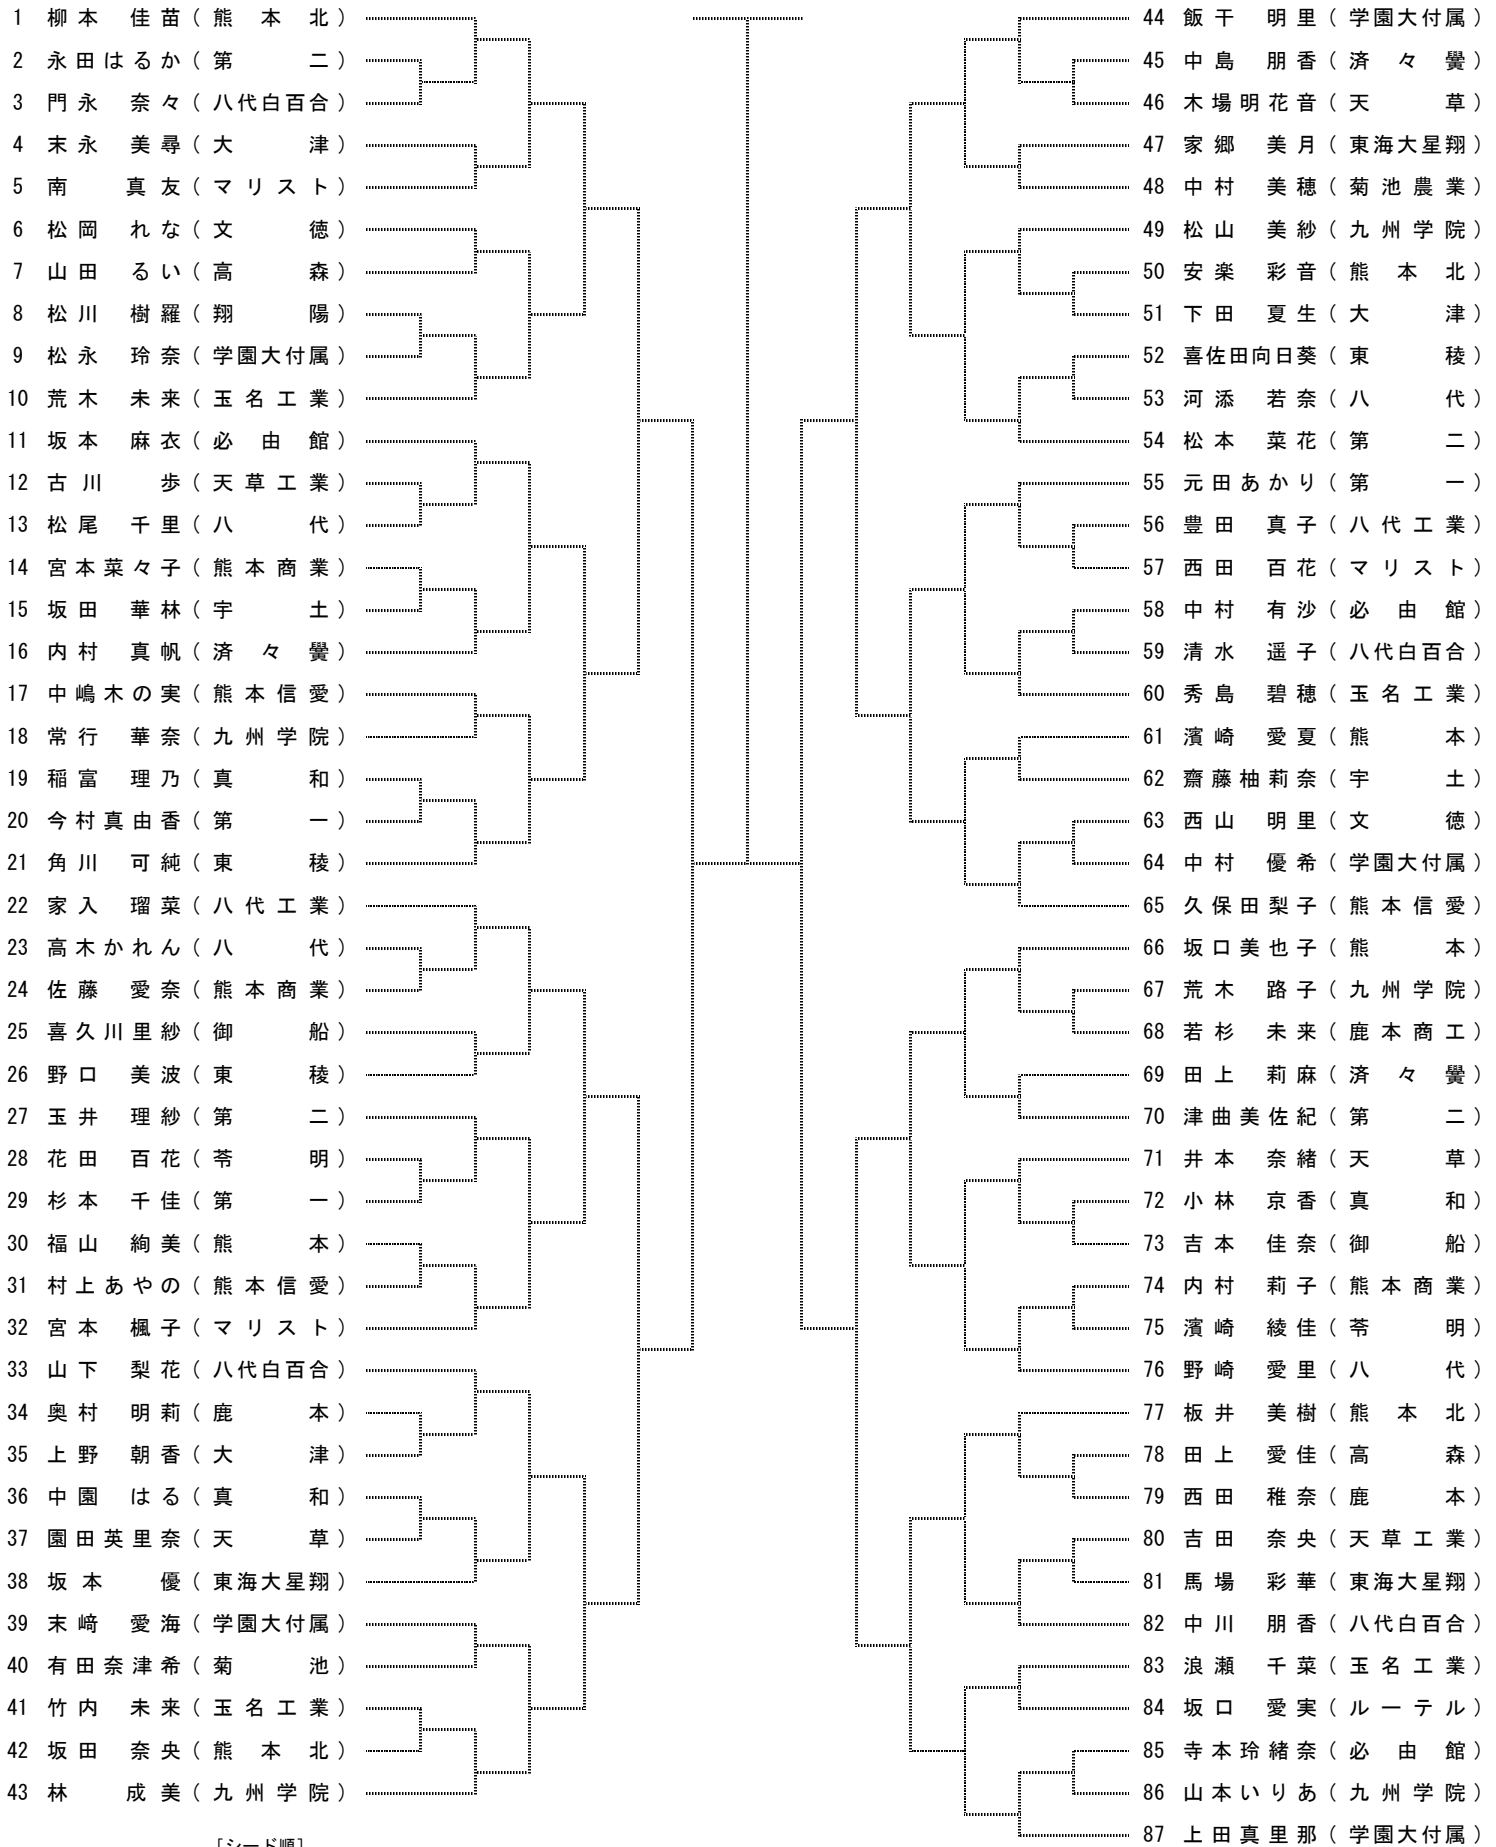 1 柳本 佳苗 ( 熊本北 )
2 永田はるか ( 第二 )
3 門永 奈々 ( 八代白百合 )
4 末永 美尋 ( 大津 )
5 南 真友 ( マリスト )
6 松岡 れな ( 文徳 )
7 山田 るい ( 高森 )
8 松川 樹羅 ( 翔陽 )
9 松永 玲奈 ( 学園大付属 )
10 荒木 未来 ( 玉名工業 )
11 坂本 麻衣 ( 必由館 )
12 古川 歩 ( 天草工業 )
13 松尾 千里 ( 八代 )
14 宮本菜々子 ( 熊本商業 )
15 坂田 華林 ( 宇土 )
16 内村 真帆 ( 済々黌 )
17 中嶋木の実 ( 熊本信愛 )
18 常行 華奈 ( 九州学院 )
19 稲富 理乃 ( 真和 )
20 今村真由香 ( 第一 )
21 角川 可純 ( 東稜 )
22 家入 瑠菜 ( 八代工業 )
23 高木かれん ( 八代 )
24 佐藤 愛奈 ( 熊本商業 )
25 喜久川里紗 ( 御船 )
26 野口 美波 ( 東稜 )
27 玉井 理紗 ( 第二 )
28 花田 百花 ( 苓明 )
29 杉本 千佳 ( 第一 )
30 福山 絢美 ( 熊本 )
31 村上あやの ( 熊本信愛 )
32 宮本 楓子 ( マリスト )
33 山下 梨花 ( 八代白百合 )
34 奥村 明莉 ( 鹿本 )
35 上野 朝香 ( 大津 )
36 中園 はる ( 真和 )
37 園田英里奈 ( 天草 )
38 坂本 優 ( 東海大星翔 )
39 末﨑 愛海 ( 学園大付属 )
40 有田奈津希 ( 菊池 )
41 竹内 未来 ( 玉名工業 )
42 坂田 奈央 ( 熊本北 )
43 林 成美 ( 九州学院 )
[シード順]
44 飯干 明里 ( 学園大付属 )
45 中島 朋香 ( 済々黌 )
46 木場明花音 ( 天草 )
47 家郷 美月 ( 東海大星翔 )
48 中村 美穂 ( 菊池農業 )
49 松山 美紗 ( 九州学院 )
50 安楽 彩音 ( 熊本北 )
51 下田 夏生 ( 大津 )
52 喜佐田向日葵 ( 東稜 )
53 河添 若奈 ( 八代 )
54 松本 菜花 ( 第二 )
55 元田あかり ( 第一 )
56 豊田 真子 ( 八代工業 )
57 西田 百花 ( マリスト )
58 中村 有沙 ( 必由館 )
59 清水 遥子 ( 八代白百合 )
60 秀島 碧穂 ( 玉名工業 )
61 濱崎 愛夏 ( 熊本 )
62 齋藤柚莉奈 ( 宇土 )
63 西山 明里 ( 文徳 )
64 中村 優希 ( 学園大付属 )
65 久保田梨子 ( 熊本信愛 )
66 坂口美也子 ( 熊本 )
67 荒木 路子 ( 九州学院 )
68 若杉 未来 ( 鹿本商工 )
69 田上 莉麻 ( 済々黌 )
70 津曲美佐紀 ( 第二 )
71 井本 奈緒 ( 天草 )
72 小林 京香 ( 真和 )
73 吉本 佳奈 ( 御船 )
74 内村 莉子 ( 熊本商業 )
75 濱崎 綾佳 ( 苓明 )
76 野崎 愛里 ( 八代 )
77 板井 美樹 ( 熊本北 )
78 田上 愛佳 ( 高森 )
79 西田 稚奈 ( 鹿本 )
80 吉田 奈央 ( 天草工業 )
81 馬場 彩華 ( 東海大星翔 )
82 中川 朋香 ( 八代白百合 )
83 浪瀬 千菜 ( 玉名工業 )
84 坂口 愛実 ( ルーテル )
85 寺本玲緒奈 ( 必由館 )
86 山本いりあ ( 九州学院 )
87 上田真里那 ( 学園大付属 )